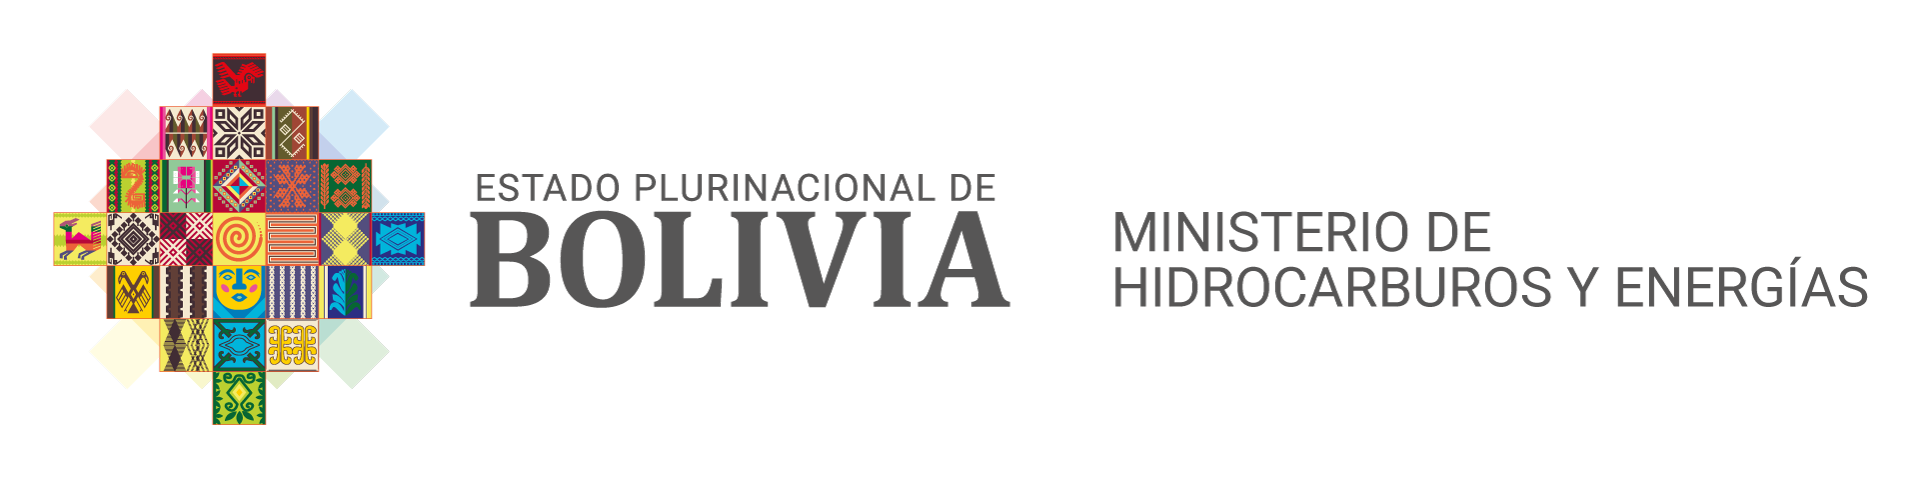 ESTADO PLURINACIONAL DE
BOLIVIA
MINISTERIO DE
HIDROCARBUROS Y ENERGÍAS